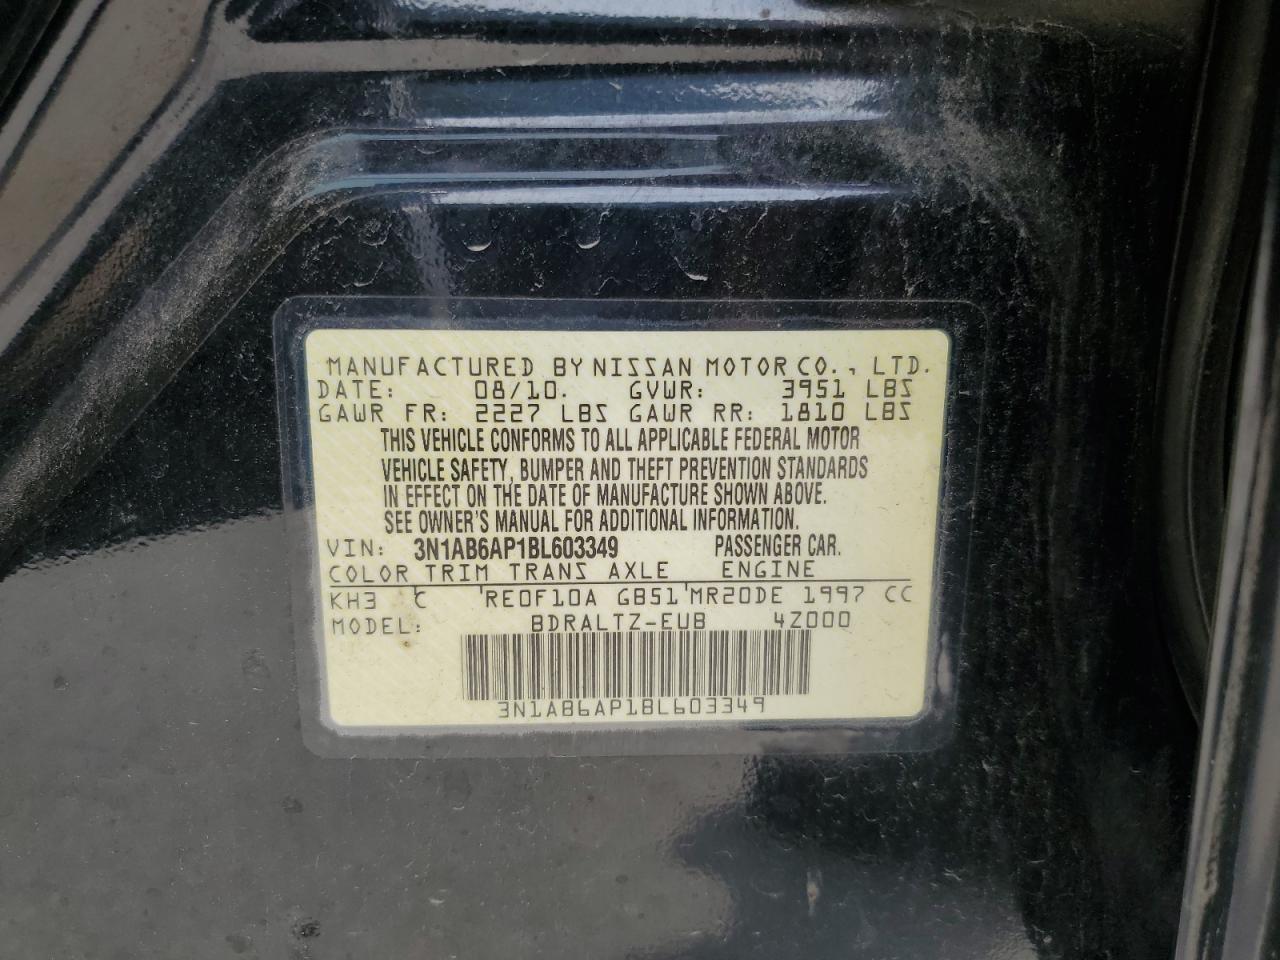 MANUFACTURED BY NISSAN MOTOR CO., LTD.
DATE: 08/10. GVWR: 3951 LBS
GAWR FR: 2227 LBS GAWR RR: 1810 LBS
THIS VEHICLE CONFORMS TO ALL APPLICABLE FEDERAL MOTOR
VEHICLE SAFETY, BUMPER AND THEFT PREVENTION STANDARDS
IN EFFECT ON THE DATE OF MANUFACTURE SHOWN ABOVE.
SEE OWNER'S MANUAL FOR ADDITIONAL INFORMATION.
VIN: 3N1AB6AP1BL603349 PASSENGER CAR.
COLOR TRIM TRANS AXLE ENGINE
KH3 C RE0F10A GB51 MR20DE 1997 CC
MODEL: BDRALTZ-EUB 4Z000
3N1AB6AP1BL603349